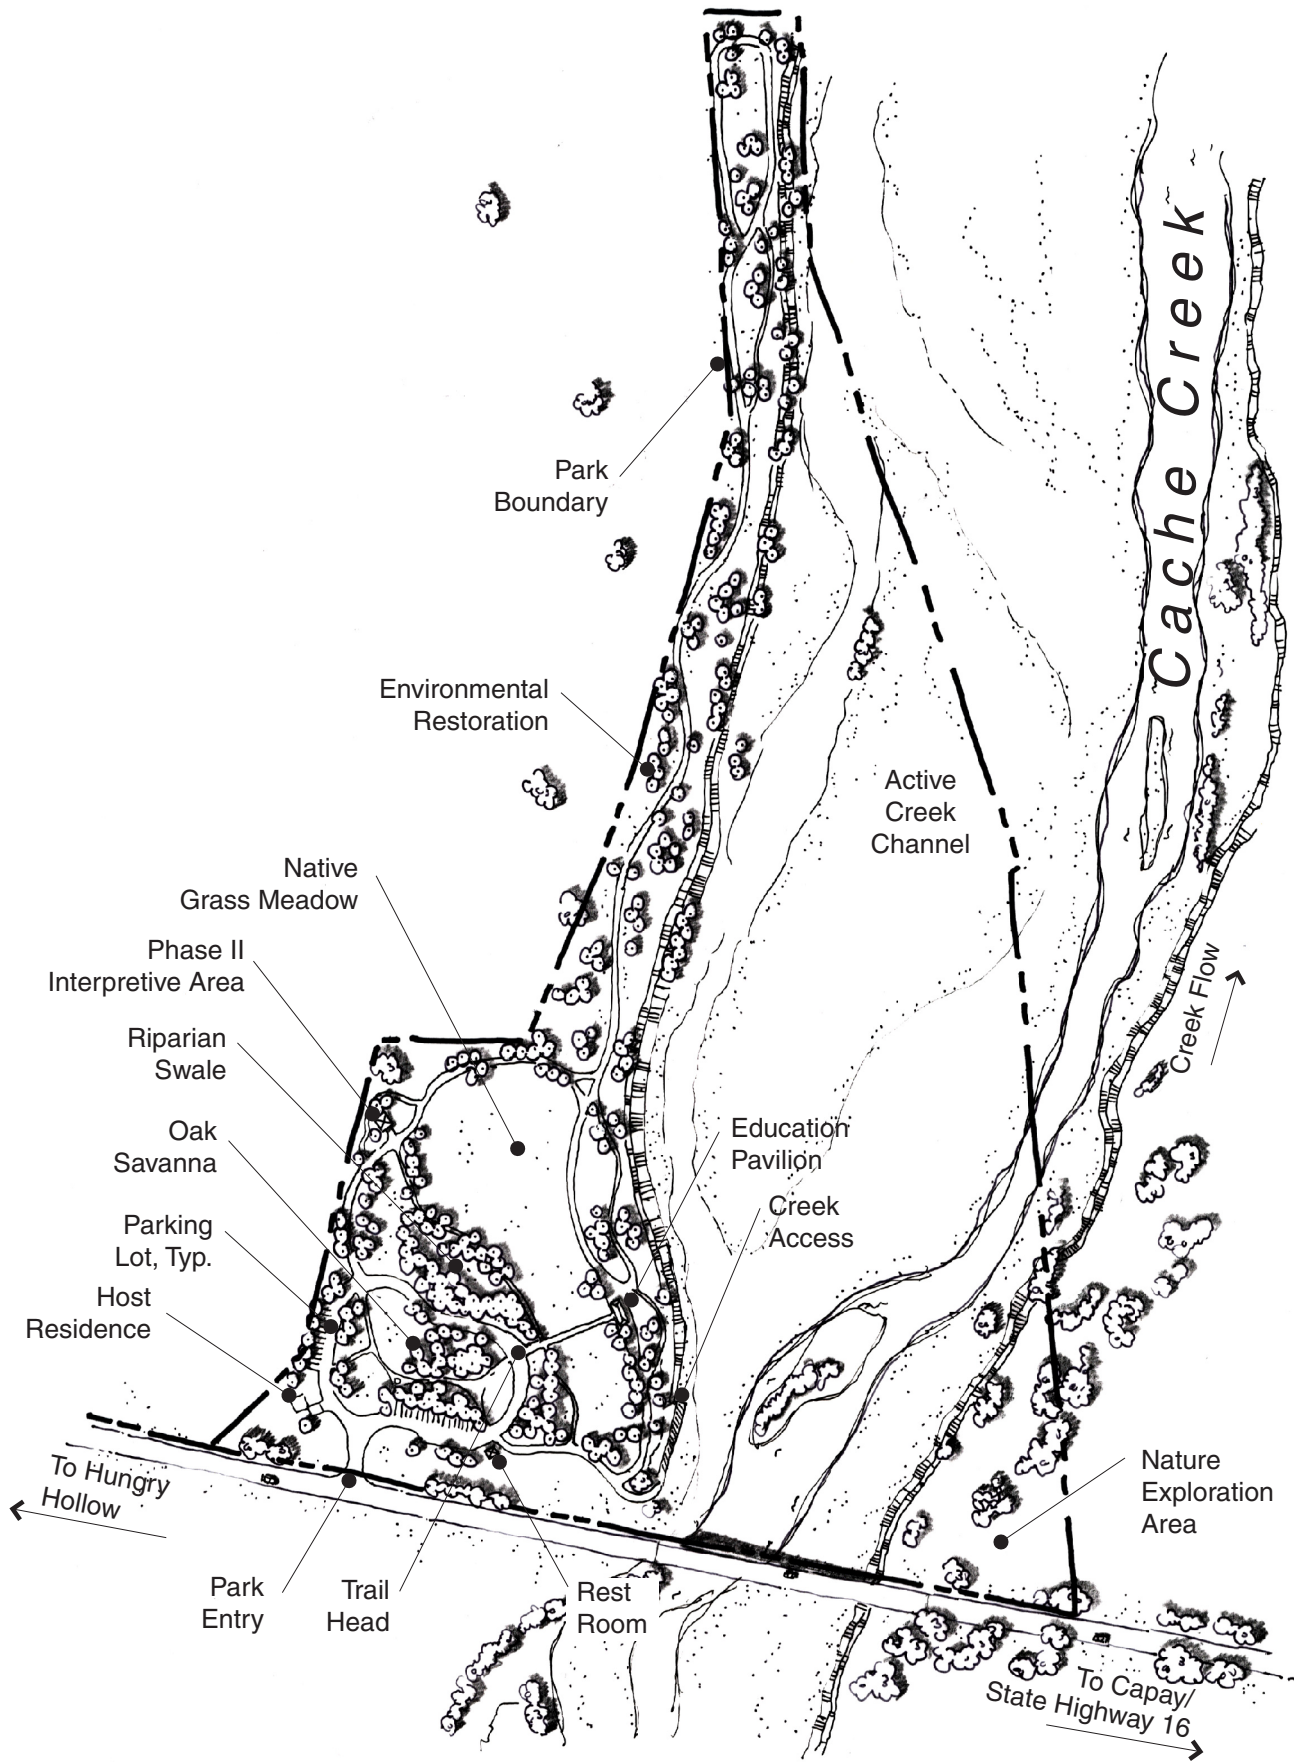 Cache Creek
Park
Boundary
Environmental
Restoration
Active
Creek
Channel
Native
Grass Meadow
Phase II
Interpretive Area
Creek Flow
Riparian
Swale
Oak
Savanna
Education
Pavilion
Creek
Access
Parking
Lot, Typ.
Host
Residence
To Hungry
Hollow
Nature
Exploration
Area
Park
Entry
Trail
Head
Rest
Room
To Capay/
State Highway 16